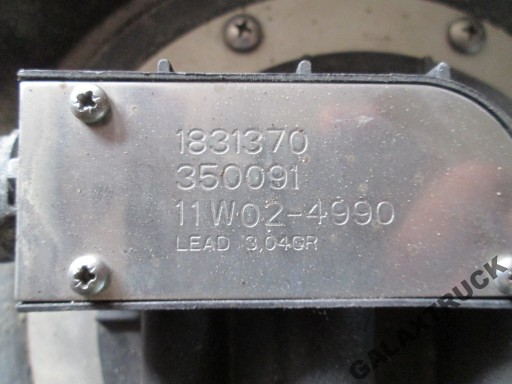 1831370
350091
11W02-4990
LEAD 3,04GR
GALAXTRUCK